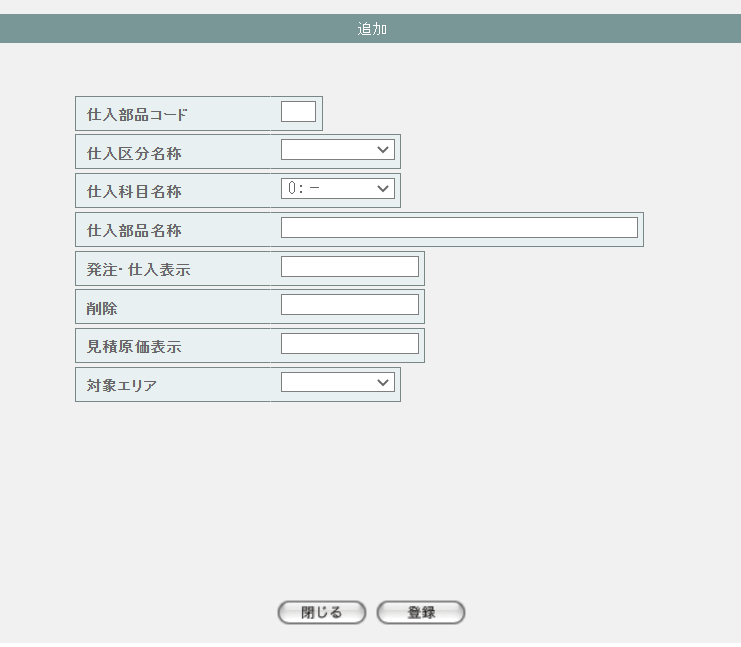 追加
仕入部品コード
仕入区分名称
仕入科目名称 0:－
仕入部品名称
発注・仕入表示
削除
見積原価表示
対象エリア
閉じる 登録